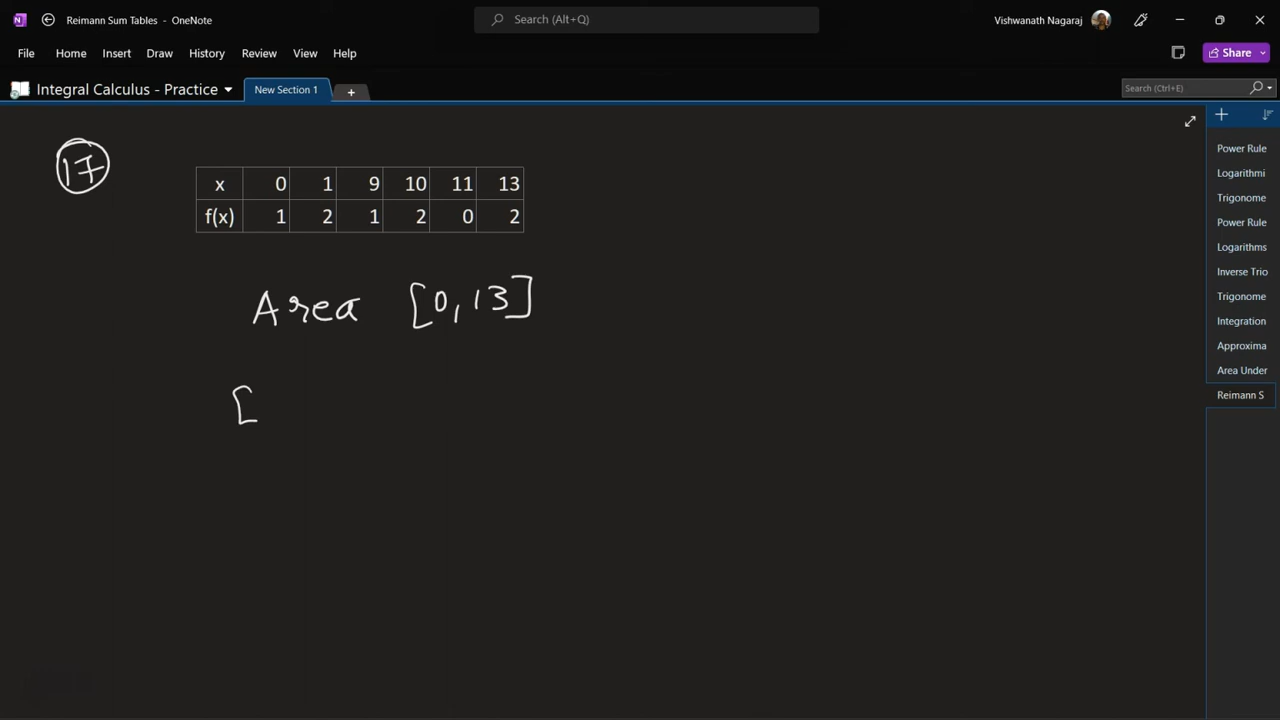 Reimann Sum Tables - OneNote
Search (Alt+Q)
Vishwanath Nagaraj
File Home Insert Draw History Review View Help
Share
Integral Calculus - Practice
New Section 1
+
Search (Ctrl+E)
17
x 0 1 9 10 11 13
f(x) 1 2 1 2 0 2
Area [0,13]
[
Power Rule
Logarithmi
Trigonome
Power Rule
Logarithms
Inverse Trio
Trigonome
Integration
Approxima
Area Under
Reimann S